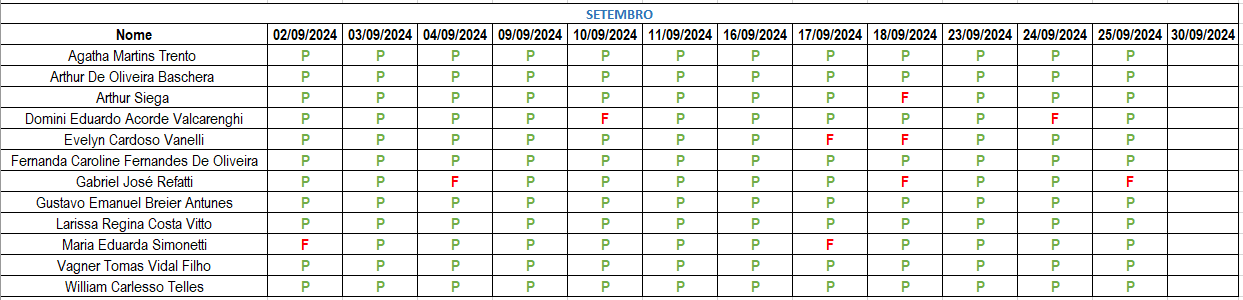 SETEMBRO
Nome 02/09/2024 03/09/2024 04/09/2024 09/09/2024 10/09/2024 11/09/2024 16/09/2024 17/09/2024 18/09/2024 23/09/2024 24/09/2024 25/09/2024 30/09/2024
Agatha Martins Trento P P P P P P P P P P P P
Arthur De Oliveira Baschera P P P P P P P P P P P P
Arthur Siega P P P P P P P P F P P P
Domini Eduardo Acorde Valcarenghi P P P P F P P P P P F P
Evelyn Cardoso Vanelli P P P P P P P F F P P P
Fernanda Caroline Fernandes De Oliveira P P P P P P P P P P P P
Gabriel José Refatti P P F P P P P P F P P F
Gustavo Emanuel Breier Antunes P P P P P P P P P P P P
Larissa Regina Costa Vitto P P P P P P P P P P P P
Maria Eduarda Simonetti F P P P P P P F P P P P
Vagner Tomas Vidal Filho P P P P P P P P P P P P
William Carlesso Telles P P P P P P P P P P P P